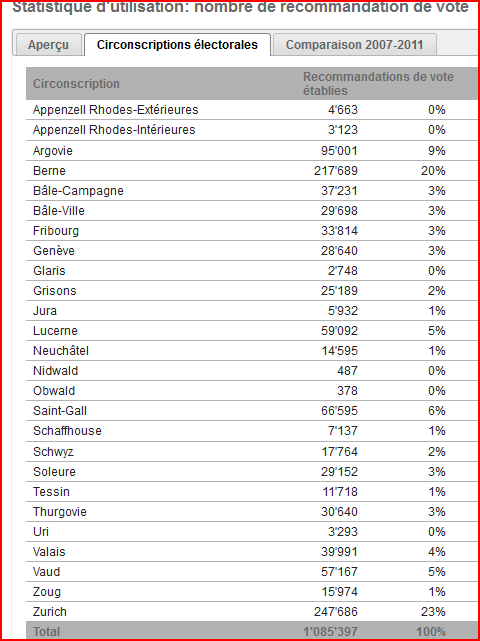 Statistique d'utilisation: nombre de recommandation de vote
Aperçu Circonscriptions électorales Comparaison 2007-2011
Circonscription Recommandations de vote
établies
Appenzell Rhodes-Extérieures 4'663 0%
Appenzell Rhodes-Intérieures 3'123 0%
Argovie 95'001 9%
Berne 217'689 20%
Bâle-Campagne 37'231 3%
Bâle-Ville 29'698 3%
Fribourg 33'814 3%
Genève 28'640 3%
Glaris 2'748 0%
Grisons 25'189 2%
Jura 5'932 1%
Lucerne 59'092 5%
Neuchâtel 14'595 1%
Nidwald 487 0%
Obwald 378 0%
Saint-Gall 66'595 6%
Schaffhouse 7'137 1%
Schwyz 17'764 2%
Soleure 29'152 3%
Tessin 11'718 1%
Thurgovie 30'640 3%
Uri 3'293 0%
Valais 39'991 4%
Vaud 57'167 5%
Zoug 15'974 1%
Zurich 247'686 23%
Total 1'085'397 100%